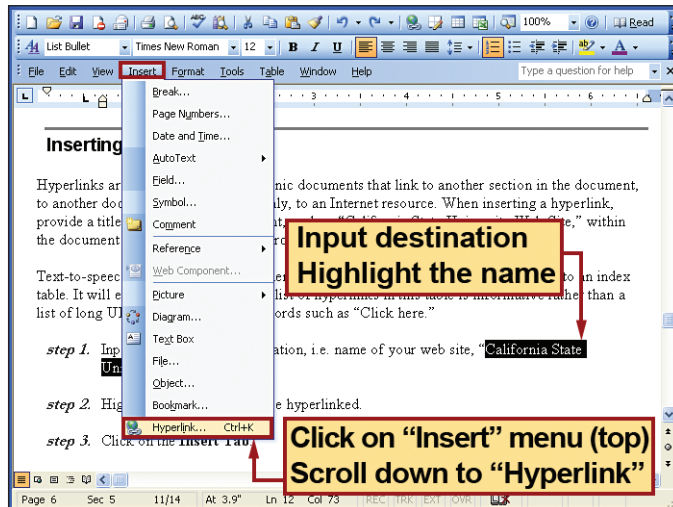 100% Read
List Bullet Times New Roman 12 B I U A
File Edit View Insert Format Tools Table Window Help Type a question for help
Break...
Page Numbers...
Date and Time...
AutoText
Field...
Symbol...
Comment
Reference
Web Component...
Picture
Diagram...
Text Box
File...
Object...
Bookmark...
Hyperlink... Ctrl+K
3 4 5 6
Inserting
Hyperlinks ar nic documents that link to another section in the document,
to another doc ly, to an Internet resource. When inserting a hyperlink,
provide a title within
the document
Input destination
Highlight the name
Text-to-speec to an index
table. It will e list of hyperlinks in this table is informative rather than a
list of long U ords such as “Click here.”
step 1. Inp ation, i.e. name of your web site, “California State
Uni
step 2. Hig e hyperlinked.
step 3. Click on the Insert Tab
Click on “Insert” menu (top)
Scroll down to “Hyperlink”
Page 6 Sec 5 11/14 At 3.9" Ln 12 Col 73 REC TRK EXT OVR